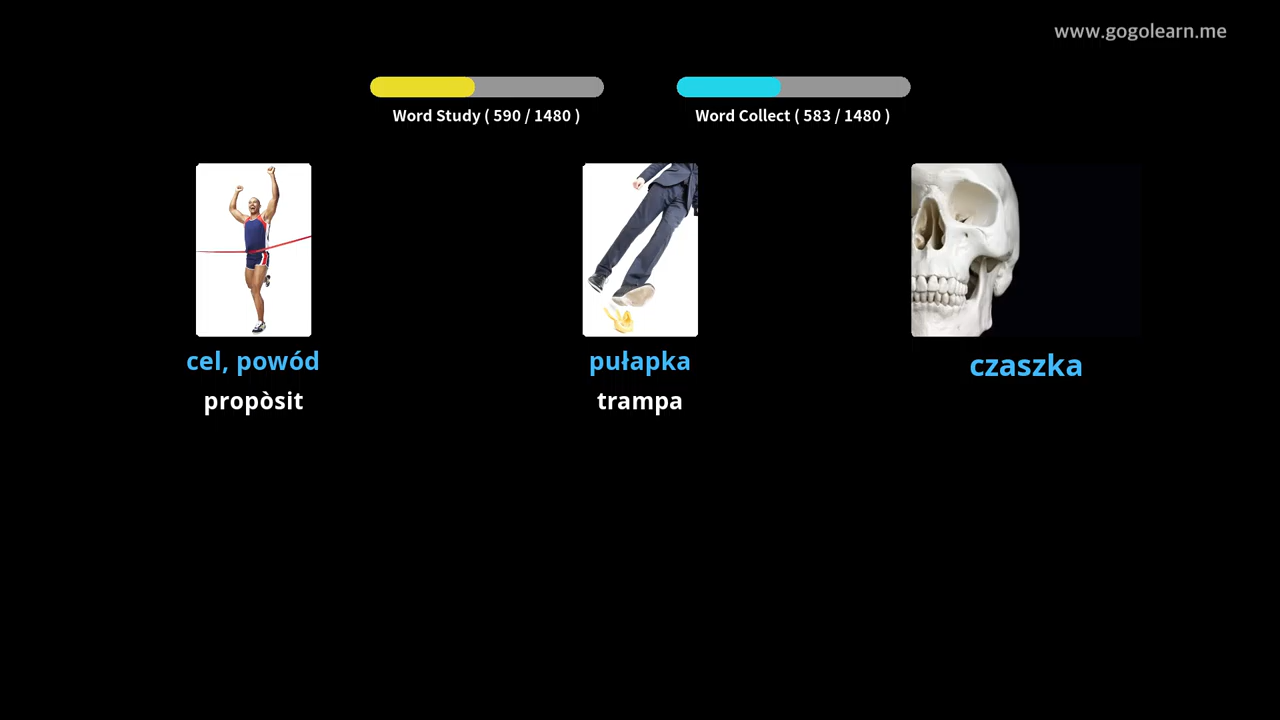 www.gogolearn.me
Word Study ( 590 / 1480 )
Word Collect ( 583 / 1480 )
cel, powód
pułapka
czaszka
propòsit
trampa